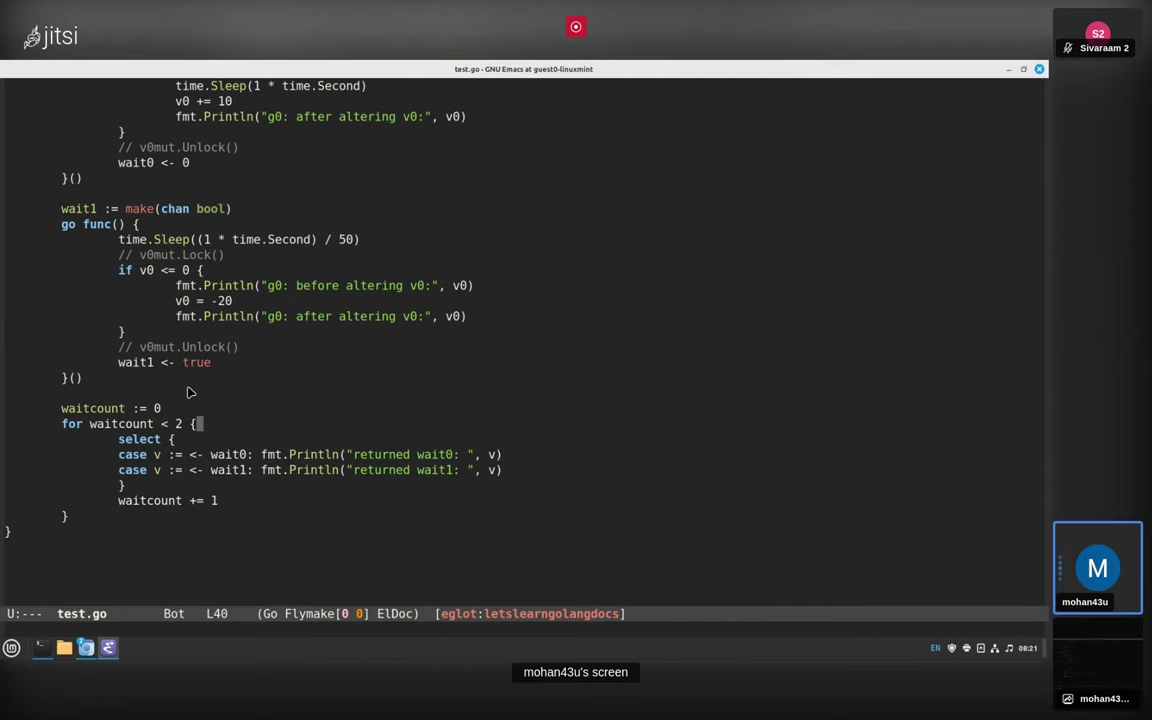 jitsi
S2
Sivaraam 2
test.go - GNU Emacs at guest0-linuxmint
time.Sleep(1 * time.Second)
v0 += 10
fmt.Println("g0: after altering v0:", v0)
}
// v0mut.Unlock()
wait0 <- 0
}()
wait1 := make(chan bool)
go func() {
time.Sleep((1 * time.Second) / 50)
// v0mut.Lock()
if v0 <= 0 {
fmt.Println("g0: before altering v0:", v0)
v0 = -20
fmt.Println("g0: after altering v0:", v0)
}
// v0mut.Unlock()
wait1 <- true
}()
waitcount := 0
for waitcount < 2 {
select {
case v := <- wait0: fmt.Println("returned wait0: ", v)
case v := <- wait1: fmt.Println("returned wait1: ", v)
}
waitcount += 1
}
}
U:--- test.go Bot L40 (Go Flymake[0 0] ElDoc) [eglot:letslearngolangdocs]
EN 08:21
mohan43u's screen
M
mohan43u
mohan43...